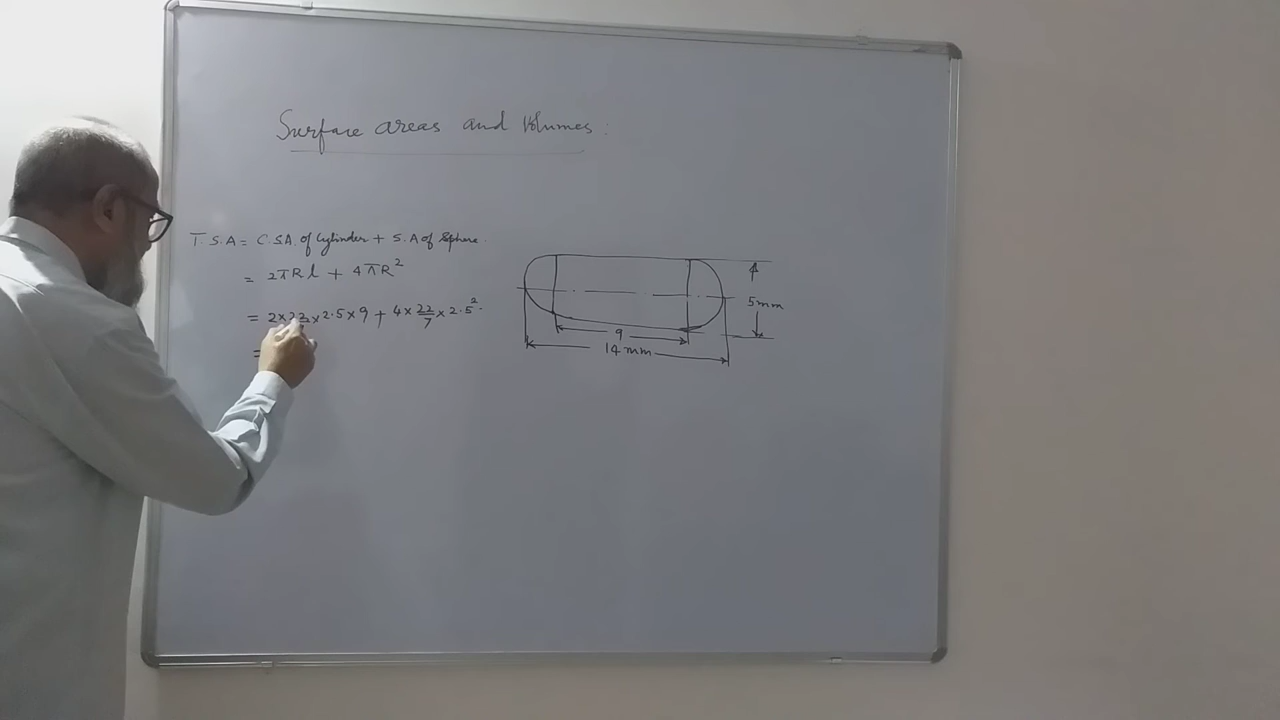 Surface areas and Volumes:
T.S.A = C.SA. of Cylinder + S.A of Sphere.
= 2πRl + 4πR²
= 2 × 22/ × 2.5 × 9 + 4 × 22/7 × 2.5².
=
5mm
9
14 mm